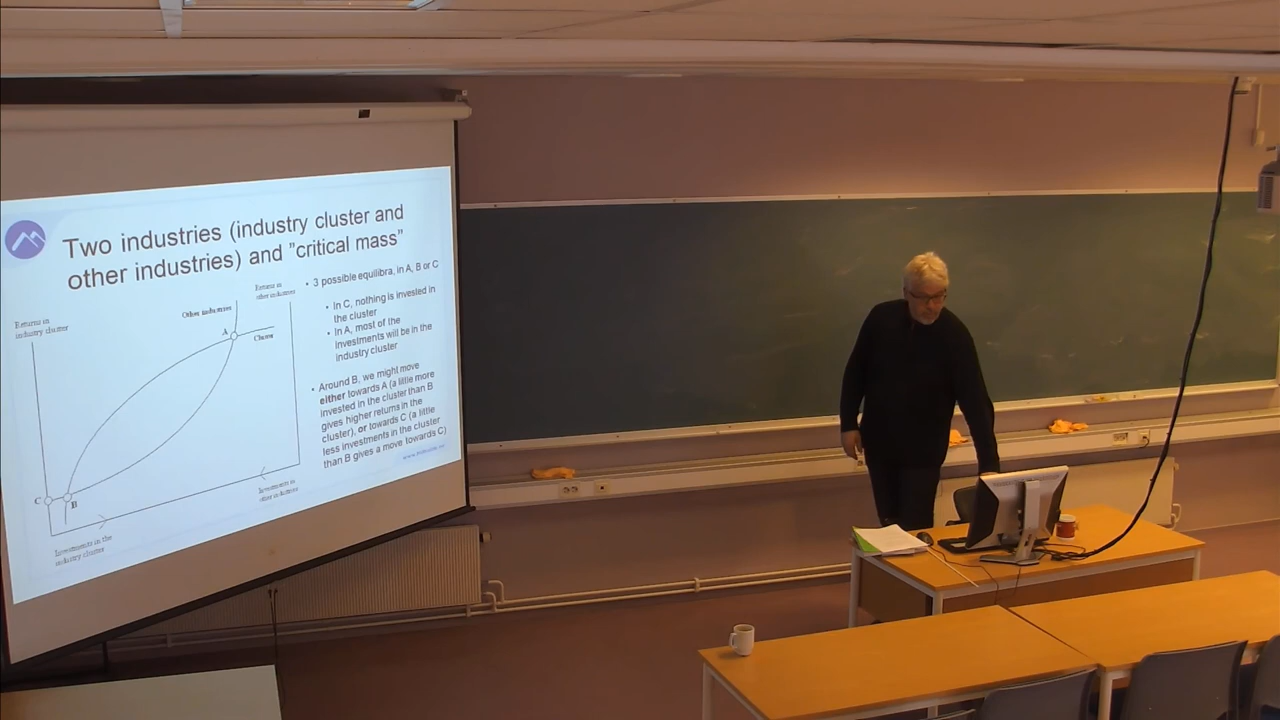 Two industries (industry cluster and
other industries) and "critical mass"
Returns in
industry cluster
Returns in
other industries
Other industries
A
Cluster
C
B
Investments in the
industry cluster
Investments in
other industries
• 3 possible equilibra, in A, B or C
• In C, nothing is invested in
the cluster
• In A, most of the
investments will be in the
industry cluster
• Around B, we might move
either towards A (a little more
invested in the cluster than B
gives higher returns in the
cluster), or towards C (a little
less investments in the cluster
than B gives a move towards C)